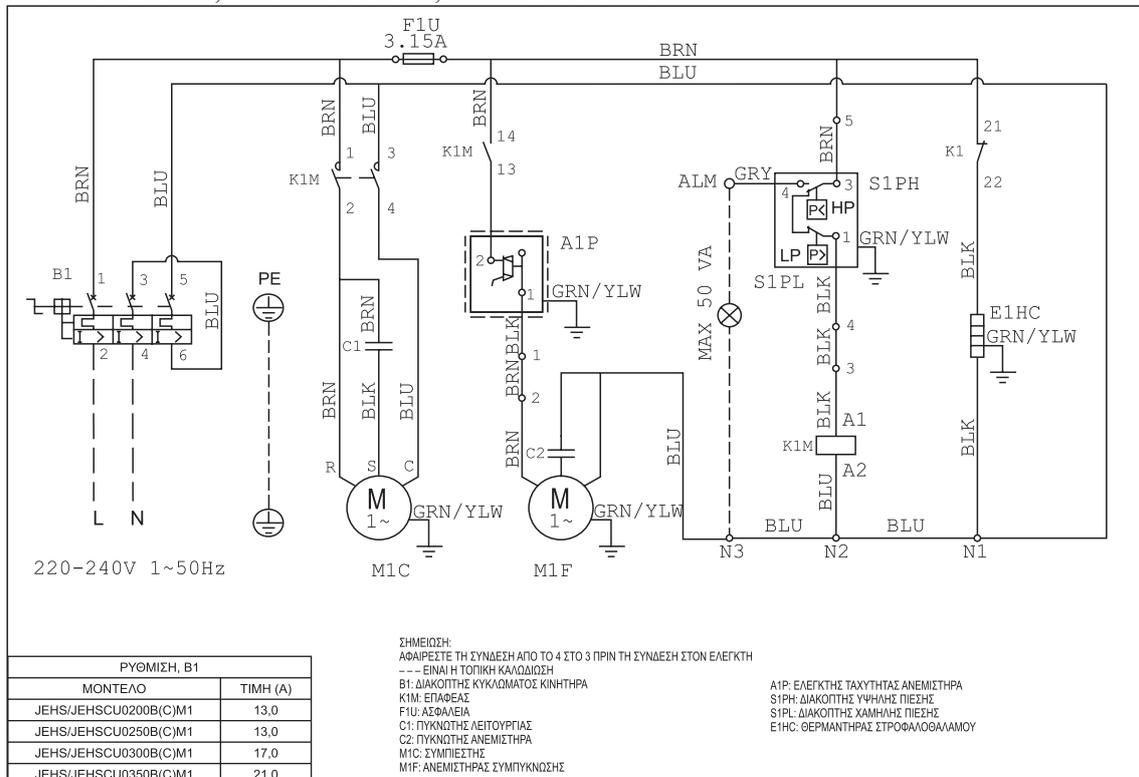 F1U
3.15A
BRN
BLU
BRN
BLU
BRN
BLU
BRN
14
K1M
13
1
3
K1M
2
4
5
BRN
ALM
GRY
4
3
S1PH
P<
HP
LP
P>
1
GRN/YLW
S1PL
21
K1
22
BLK
E1HC
GRN/YLW
BLK
B1
1
3
5
BLU
2
4
6
PE
A1P
2
1
GRN/YLW
BLK
1
BRN
2
BRN
C2
BRN
C1
BRN
BLK
BLU
R
S
C
M
1~
GRN/YLW
M1C
M
1~
GRN/YLW
M1F
BLU
MAX 50 VA
BLK
4
BLK
3
BLK
A1
K1M
A2
BLU
BLU
BLU
N3
N2
N1
L
N
220-240V 1~50Hz
ΡΥΘΜΙΣΗ, B1
ΜΟΝΤΕΛΟ ΤΙΜΗ (A)
JEHS/JEHSCU0200B(C)M1 13,0
JEHS/JEHSCU0250B(C)M1 13,0
JEHS/JEHSCU0300B(C)M1 17,0
JEHS/JEHSCU0350B(C)M1 21,0
ΣΗΜΕΙΩΣΗ:
ΑΦΑΙΡΕΣΤΕ ΤΗ ΣΥΝΔΕΣΗ ΑΠΟ ΤΟ 4 ΣΤΟ 3 ΠΡΙΝ ΤΗ ΣΥΝΔΕΣΗ ΣΤΟΝ ΕΛΕΓΚΤΗ
--- ΕΙΝΑΙ Η ΤΟΠΙΚΗ ΚΑΛΩΔΙΩΣΗ
B1: ΔΙΑΚΟΠΤΗΣ ΚΥΚΛΩΜΑΤΟΣ ΚΙΝΗΤΗΡΑ
K1M: ΕΠΑΦΕΑΣ
F1U: ΑΣΦΑΛΕΙΑ
C1: ΠΥΚΝΩΤΗΣ ΛΕΙΤΟΥΡΓΙΑΣ
C2: ΠΥΚΝΩΤΗΣ ΑΝΕΜΙΣΤΗΡΑ
M1C: ΣΥΜΠΙΕΣΤΗΣ
M1F: ΑΝΕΜΙΣΤΗΡΑΣ ΣΥΜΠΥΚΝΩΣΗΣ
A1P: ΕΛΕΓΚΤΗΣ ΤΑΧΥΤΗΤΑΣ ΑΝΕΜΙΣΤΗΡΑ
S1PH: ΔΙΑΚΟΠΤΗΣ ΥΨΗΛΗΣ ΠΙΕΣΗΣ
S1PL: ΔΙΑΚΟΠΤΗΣ ΧΑΜΗΛΗΣ ΠΙΕΣΗΣ
E1HC: ΘΕΡΜΑΝΤΗΡΑΣ ΣΤΡΟΦΑΛΟΘΑΛΑΜΟΥ